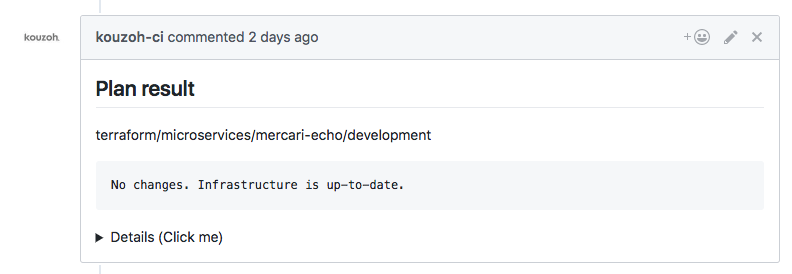 kouzoh.
kouzoh-ci commented 2 days ago
Plan result
terraform/microservices/mercari-echo/development
No changes. Infrastructure is up-to-date.
Details (Click me)